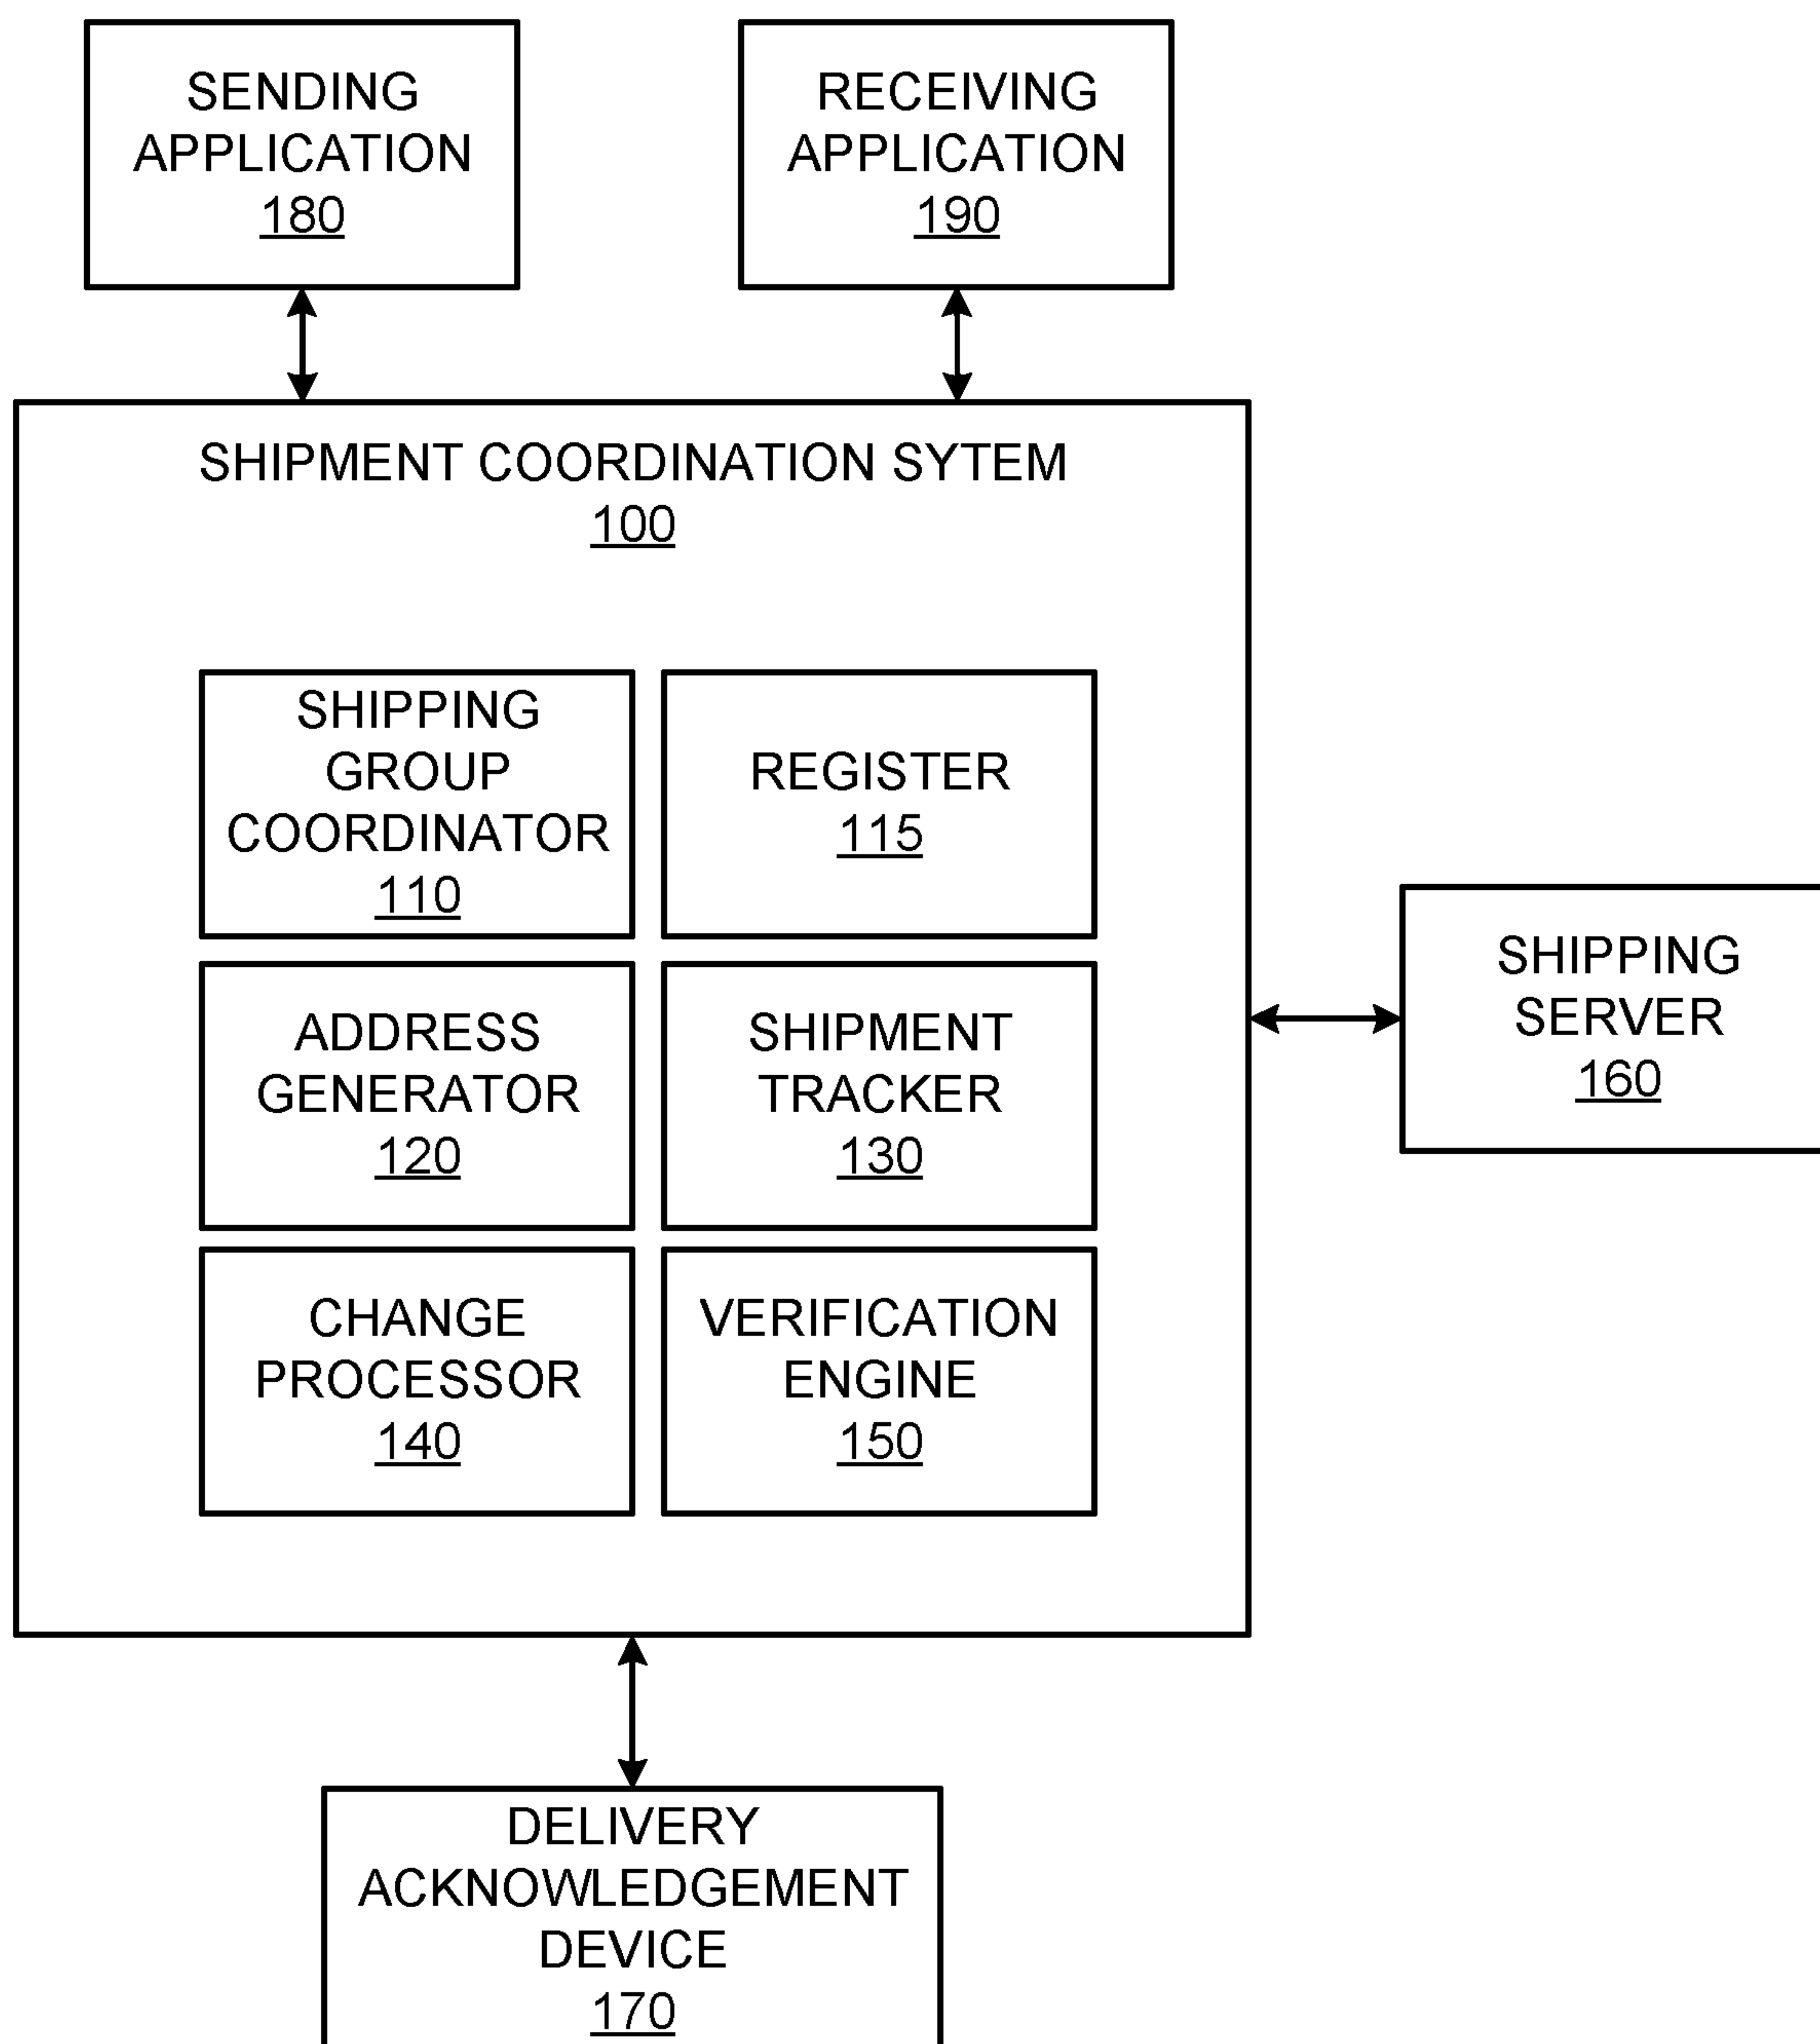 SENDING
APPLICATION
180
RECEIVING
APPLICATION
190
SHIPMENT COORDINATION SYTEM
100
SHIPPING
GROUP
COORDINATOR
110
REGISTER
115
ADDRESS
GENERATOR
120
SHIPMENT
TRACKER
130
CHANGE
PROCESSOR
140
VERIFICATION
ENGINE
150
SHIPPING
SERVER
160
DELIVERY
ACKNOWLEDGEMENT
DEVICE
170